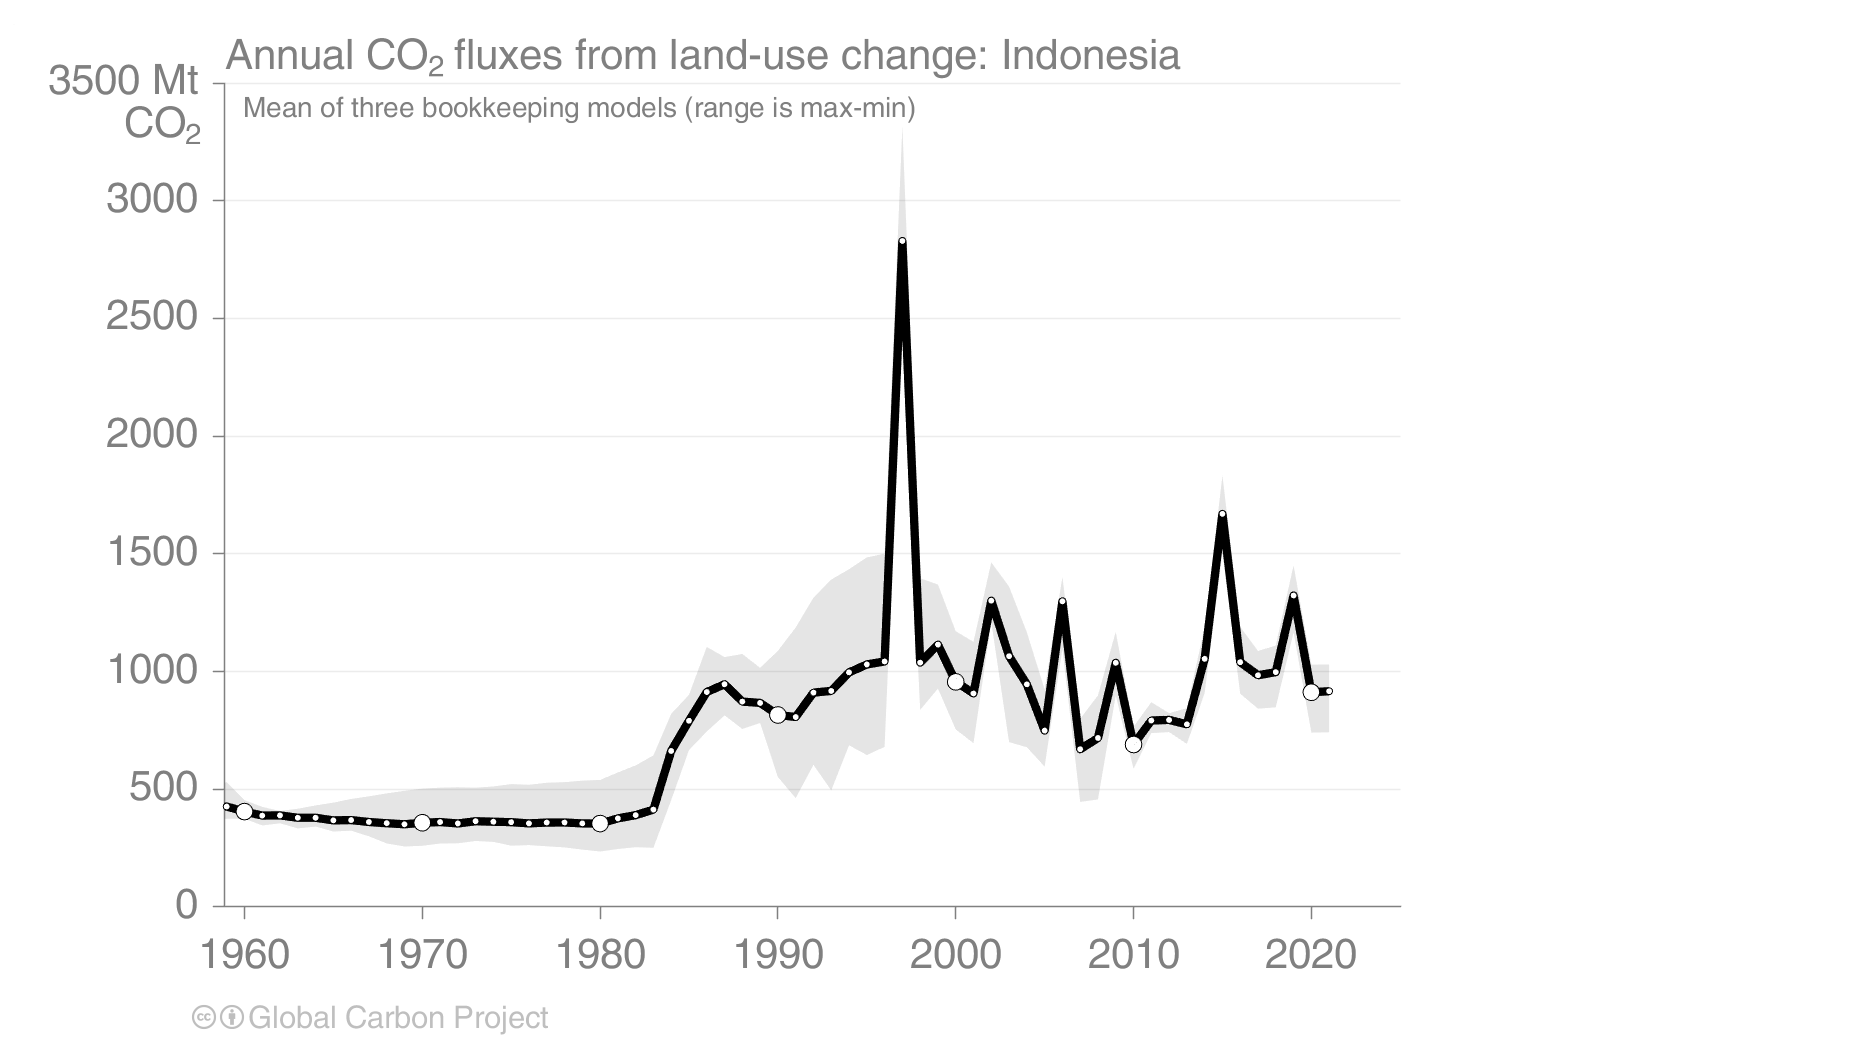 Annual CO₂ fluxes from land-use change: Indonesia
3500 Mt
CO₂
Mean of three bookkeeping models (range is max-min)
3000
2500
2000
1500
1000
500
0
1960 1970 1980 1990 2000 2010 2020
cc Global Carbon Project